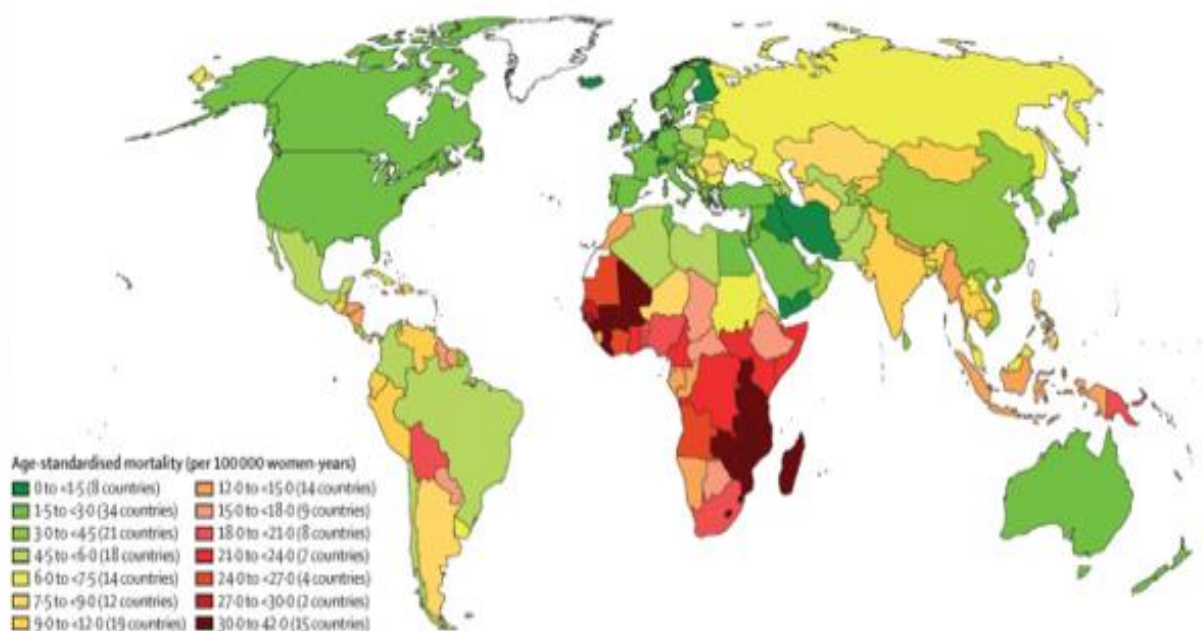 Age-standardised mortality (per 100 000 women-years)
0 to <1·5 (8 countries)
1·5 to <3·0 (34 countries)
3·0 to <4·5 (21 countries)
4·5 to <6·0 (18 countries)
6·0 to <7·5 (14 countries)
7·5 to <9·0 (12 countries)
9·0 to <12·0 (19 countries)
12·0 to <15·0 (14 countries)
15·0 to <18·0 (9 countries)
18·0 to <21·0 (8 countries)
21·0 to <24·0 (7 countries)
24·0 to <27·0 (4 countries)
27·0 to <30·0 (2 countries)
30·0 to 42·0 (15 countries)